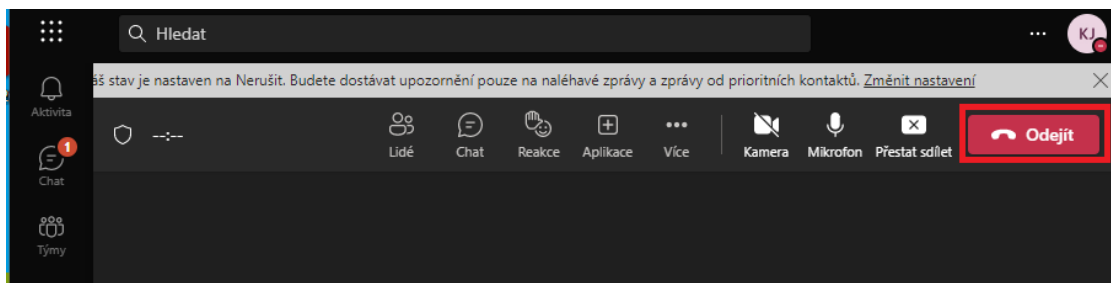 Hledat
KJ
áš stav je nastaven na Nerušit. Budete dostávat upozornění pouze na naléhavé zprávy a zprávy od prioritních kontaktů. Změnit nastavení
Aktivita
--:--
Lidé Chat Reakce Aplikace Více Kamera Mikrofon Přestat sdílet Odejít
1
Chat
Týmy